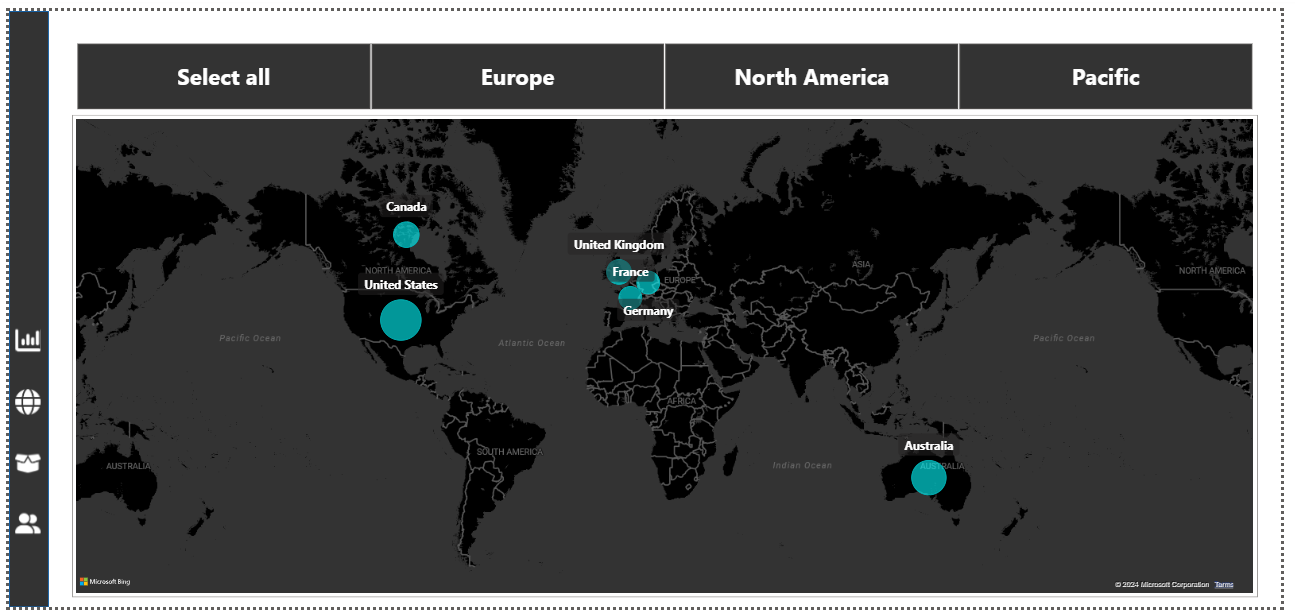 Select all
Europe
North America
Pacific
Canada
United Kingdom
NORTH AMERICA
ASIA
NORTH AMERICA
France
EUROPE
United States
Germany
Pacific Ocean
Atlantic Ocean
Pacific Ocean
AFRICA
SOUTH AMERICA
Australia
AUSTRALIA
Indian Ocean
AUSTRALIA
Microsoft Bing
© 2024 Microsoft Corporation Terms